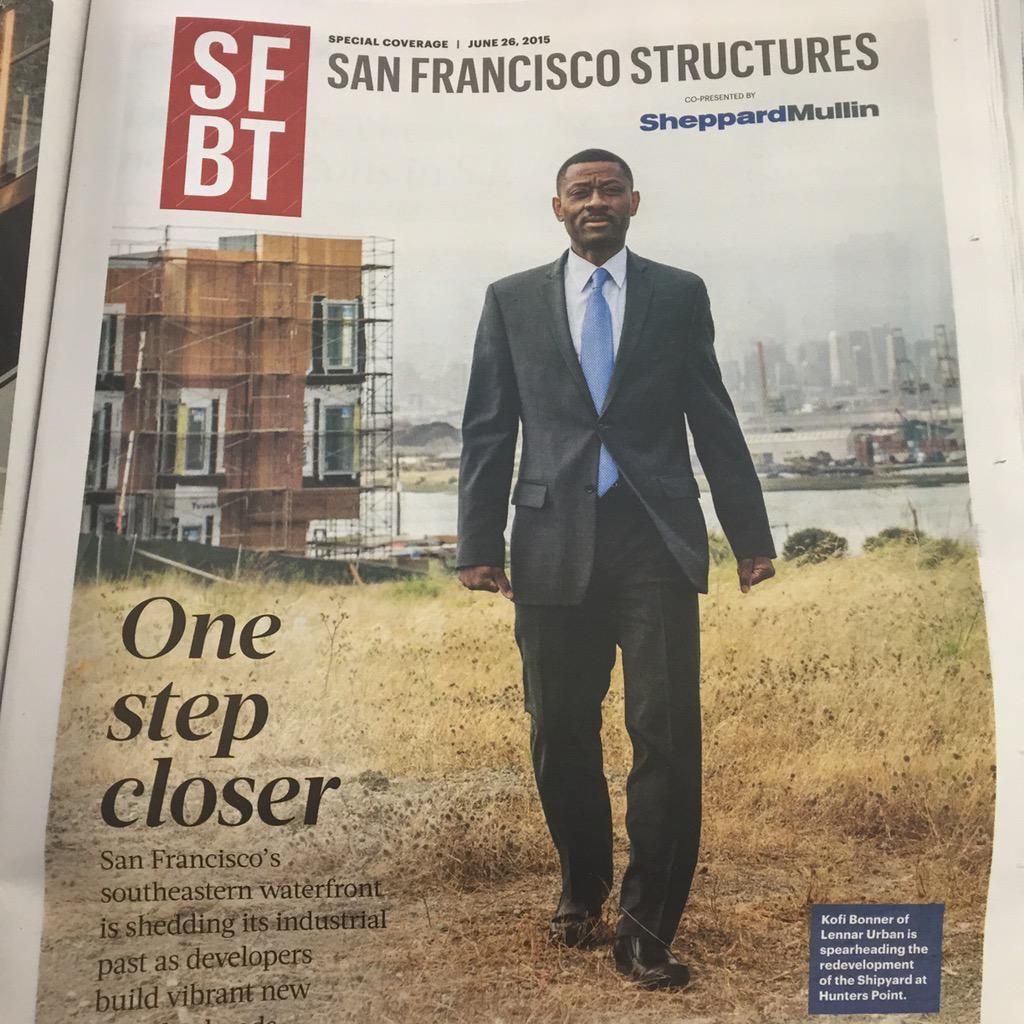 SF
BT
SPECIAL COVERAGE | JUNE 26, 2015
SAN FRANCISCO STRUCTURES
CO-PRESENTED BY
SheppardMullin
One
step
closer
San Francisco's
southeastern waterfront
is shedding its industrial
past as developers
build vibrant new
Kofi Bonner of
Lennar Urban is
spearheading the
redevelopment
of the Shipyard at
Hunters Point.